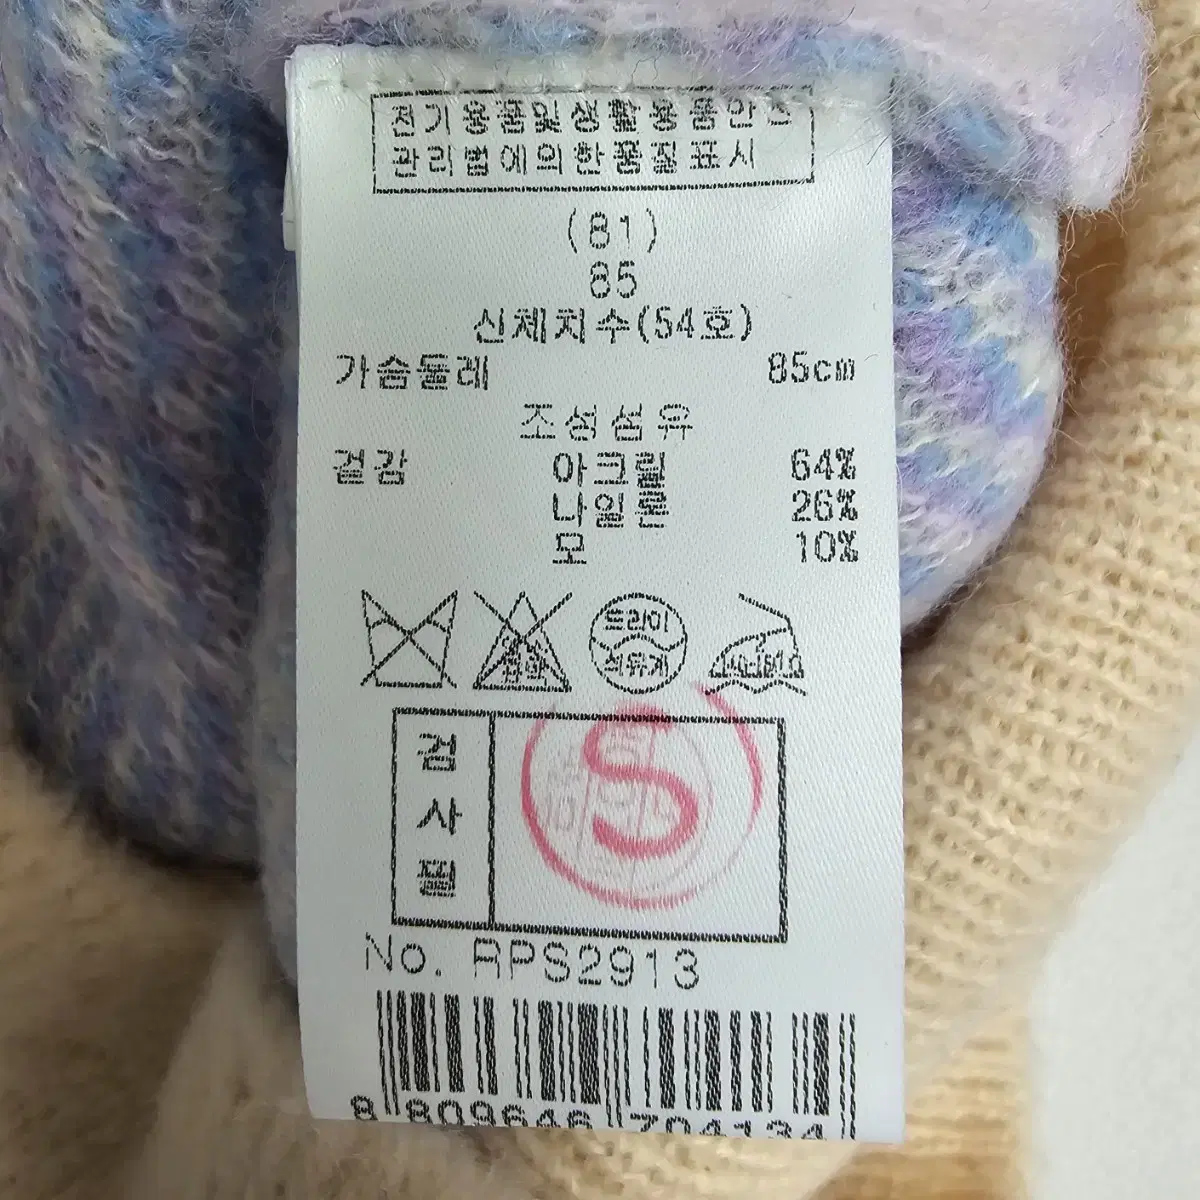 전기용품및생활용품안전
관리법에의한품질표시
(81)
85
신체치수(54호)
가슴둘레 85cm
조성섬유
겉감 아크릴 64%
나일론 26%
모 10%
드라이
석유계
검사필
S
No. RPS2913
8 809646 704134